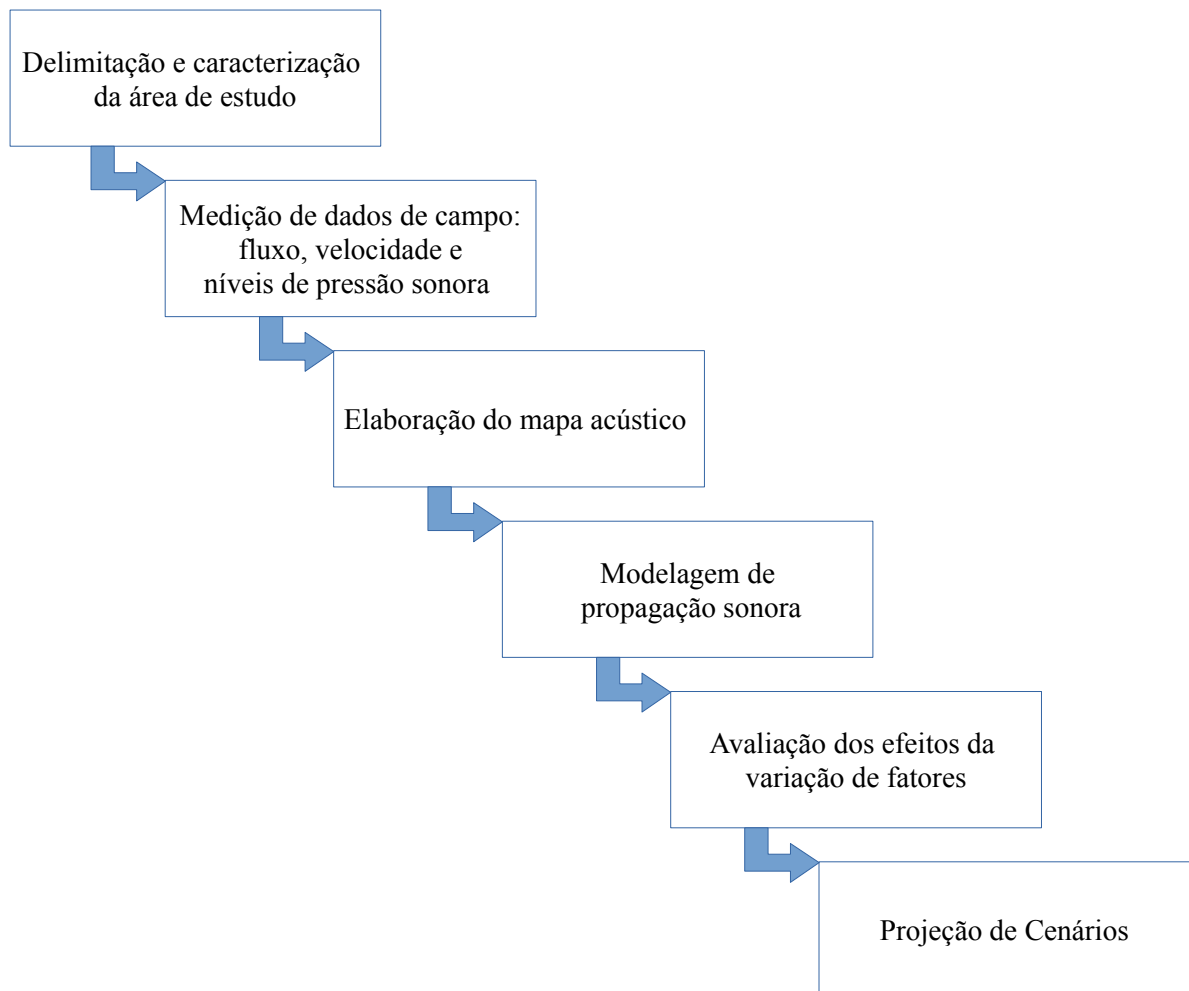 Delimitação e caracterização
da área de estudo
Medição de dados de campo:
fluxo, velocidade e
níveis de pressão sonora
Elaboração do mapa acústico
Modelagem de
propagação sonora
Avaliação dos efeitos da
variação de fatores
Projeção de Cenários